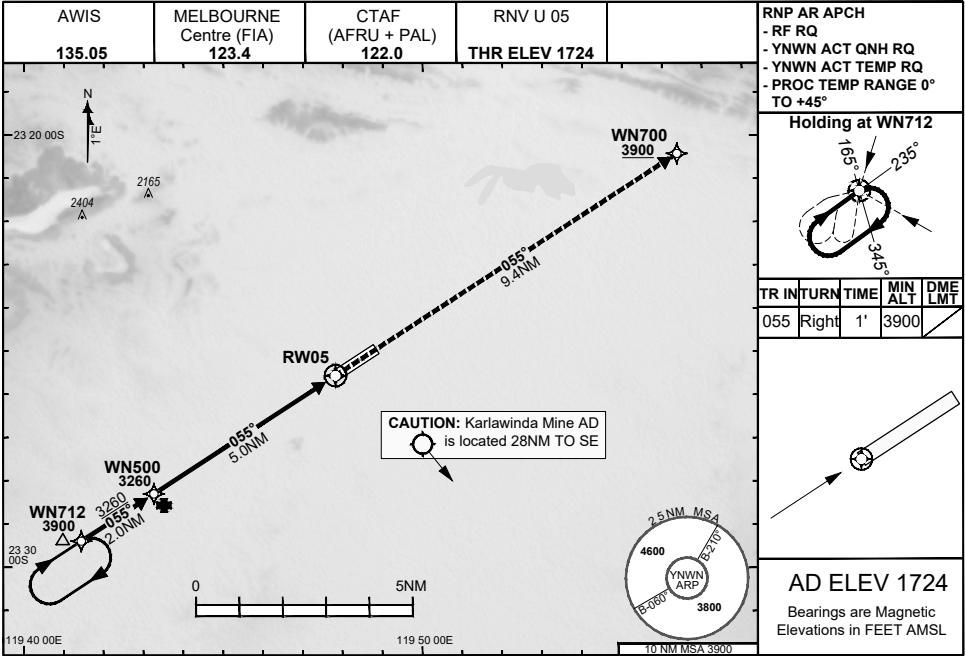 AWIS
135.05
MELBOURNE
Centre (FIA)
123.4
CTAF
(AFRU + PAL)
122.0
RNV U 05
THR ELEV 1724
RNP AR APCH
- RF RQ
- YNWN ACT QNH RQ
- YNWN ACT TEMP RQ
- PROC TEMP RANGE 0°
TO +45°
Holding at WN712
165°
235°
345°
TR IN TURN TIME MIN ALT DME LMT
055 Right 1' 3900
N
1°E
23 20 00S
2165
2404
WN700
3900
055°
9.4NM
RW05
CAUTION: Karlawinda Mine AD
is located 28NM TO SE
055°
5.0NM
WN500
3260
3260
055°
2.0NM
WN712
3900
23 30
00S
0 5NM
119 40 00E
119 50 00E
25NM MSA
4600
B-210°
YNWN
ARP
B-060°
3800
10 NM MSA 3900
AD ELEV 1724
Bearings are Magnetic
Elevations in FEET AMSL